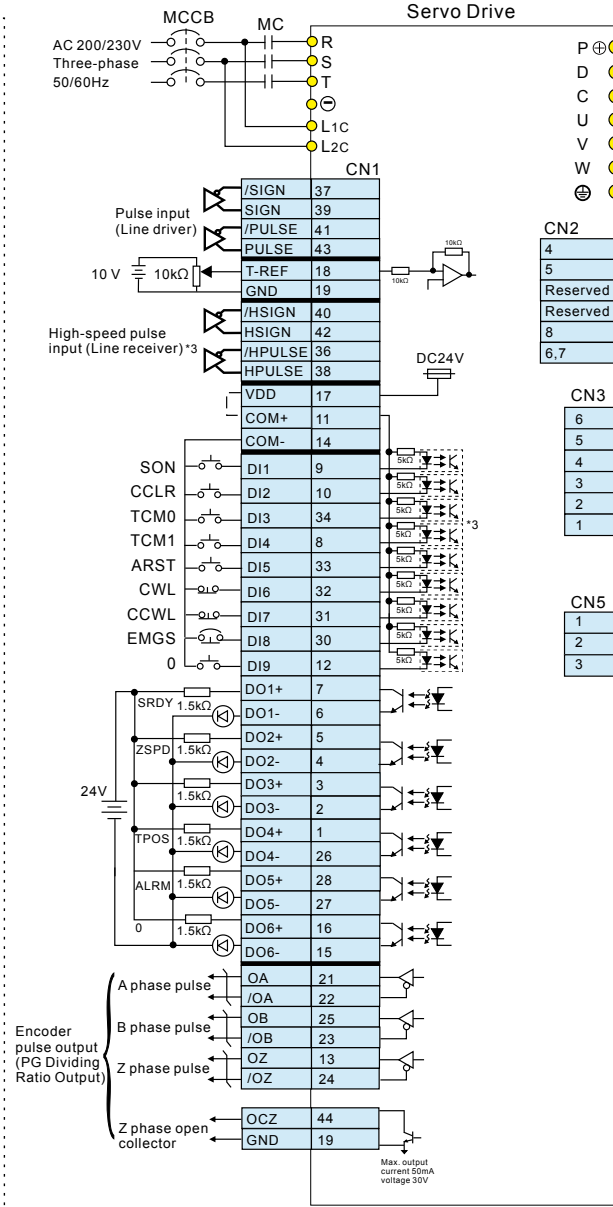 Servo Drive
MCCB
MC
AC 200/230V
Three-phase
50/60Hz
R
S
T
⊖
L1C
L2C
P⊕
D
C
U
V
W
CN1
/SIGN 37
SIGN 39
/PULSE 41
PULSE 43
T-REF 18
GND 19
/HSIGN 40
HSIGN 42
/HPULSE 36
HPULSE 38
VDD 17
COM+ 11
COM- 14
DI1 9
DI2 10
DI3 34
DI4 8
DI5 33
DI6 32
DI7 31
DI8 30
DI9 12
DO1+ 7
DO1- 6
DO2+ 5
DO2- 4
DO3+ 3
DO3- 2
DO4+ 1
DO4- 26
DO5+ 28
DO5- 27
DO6+ 16
DO6- 15
OA 21
/OA 22
OB 25
/OB 23
OZ 13
/OZ 24
OCZ 44
GND 19
Pulse input
(Line driver)
10 V
10kΩ
High-speed pulse
input (Line receiver)*3
SON
CCLR
TCM0
TCM1
ARST
CWL
CCWL
EMGS
0
24V
SRDY
1.5kΩ
ZSPD
1.5kΩ
1.5kΩ
TPOS
1.5kΩ
ALRM
1.5kΩ
0
1.5kΩ
Encoder
pulse output
(PG Dividing
Ratio Output)
A phase pulse
B phase pulse
Z phase pulse
Z phase open
collector
10kΩ
10kΩ
DC24V
5kΩ
5kΩ
5kΩ
5kΩ
5kΩ
5kΩ
5kΩ
5kΩ
5kΩ
*3
Max. output
current 50mA
voltage 30V
CN2
4
5
Reserved
Reserved
8
6,7
CN3
6
5
4
3
2
1
CN5
1
2
3